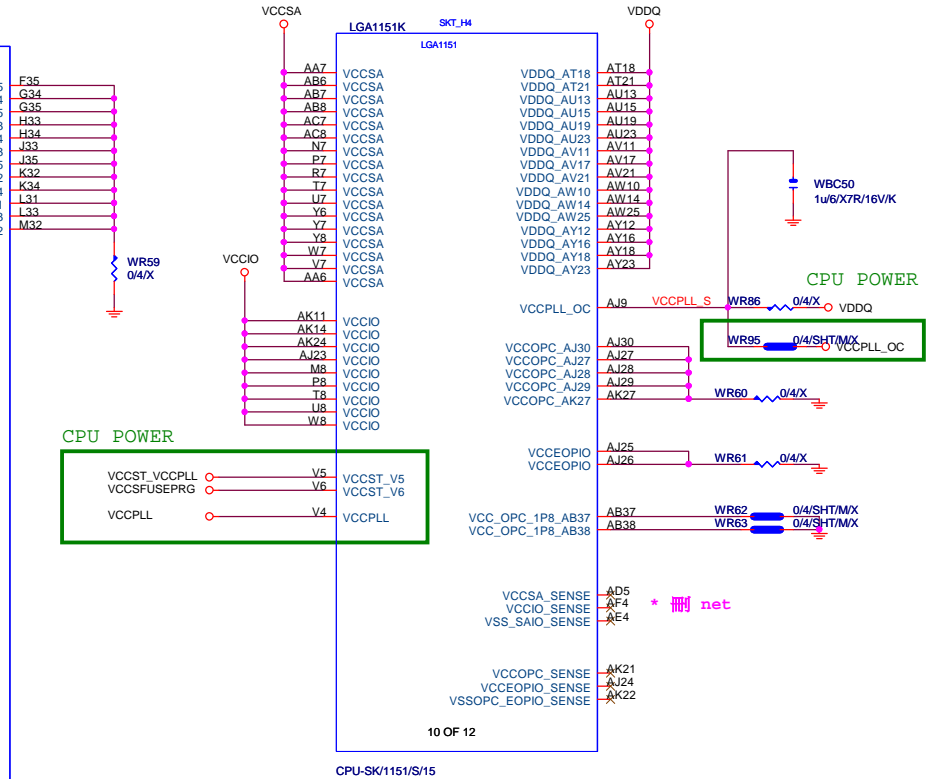 VCCSA
SKT_H4
VDDQ
LGA1151K
LGA1151
F35
G34
G35
H33
H34
J33
J35
K32
K34
L31
L33
M32
WR59
0/4/X
AA7 VCCSA
AB6 VCCSA
AB7 VCCSA
AB8 VCCSA
AC7 VCCSA
AC8 VCCSA
N7 VCCSA
P7 VCCSA
R7 VCCSA
T7 VCCSA
U7 VCCSA
Y6 VCCSA
Y7 VCCSA
Y8 VCCSA
W7 VCCSA
V7 VCCSA
AA6 VCCSA
VCCIO
AK11 VCCIO
AK14 VCCIO
AK24 VCCIO
AJ23 VCCIO
M8 VCCIO
P8 VCCIO
T8 VCCIO
U8 VCCIO
W8 VCCIO
CPU POWER
VCCST_VCCPLL V5 VCCST_V5
VCCSFUSEPRG V6 VCCST_V6
VCCPLL V4 VCCPLL
VDDQ_AT18 AT18
VDDQ_AT21 AT21
VDDQ_AU13 AU13
VDDQ_AU15 AU15
VDDQ_AU19 AU19
VDDQ_AU23 AU23
VDDQ_AV11 AV11
VDDQ_AV17 AV17
VDDQ_AV21 AV21
VDDQ_AW10 AW10
VDDQ_AW14 AW14
VDDQ_AW25 AW25
VDDQ_AY12 AY12
VDDQ_AY16 AY16
VDDQ_AY18 AY18
VDDQ_AY23 AY23
WBC50
1u/6/X7R/16V/K
CPU POWER
VCCPLL_OC AJ9 VCCPLL_S WR86 0/4/X VDDQ
WR95 0/4/SHT/M/X VCCPLL_OC
VCCOPC_AJ30 AJ30
VCCOPC_AJ27 AJ27
VCCOPC_AJ28 AJ28
VCCOPC_AJ29 AJ29
VCCOPC_AK27 AK27 WR60 0/4/X
VCCEOPIO AJ25
VCCEOPIO AJ26 WR61 0/4/X
VCC_OPC_1P8_AB37 AB37 WR62 0/4/SHT/M/X
VCC_OPC_1P8_AB38 AB38 WR63 0/4/SHT/M/X
VCCSA_SENSE AD5
VCCIO_SENSE AF4
VSS_SAIO_SENSE AE4
* 刪 net
VCCOPC_SENSE AK21
VCCEOPIO_SENSE AJ24
VSSOPC_EOPIO_SENSE AK22
10 OF 12
CPU-SK/1151/S/15